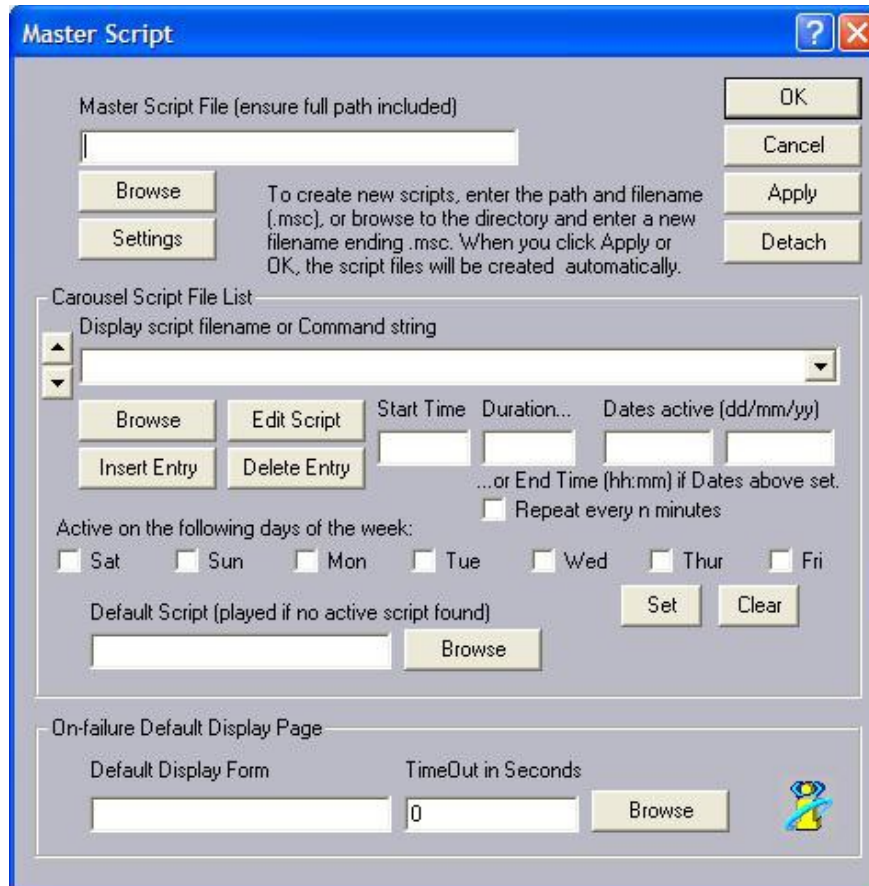 Master Script
Master Script File (ensure full path included)
OK
Cancel
Browse
Apply
Settings
Detach
To create new scripts, enter the path and filename
(.msc), or browse to the directory and enter a new
filename ending .msc. When you click Apply or
OK, the script files will be created automatically.
Carousel Script File List
Display script filename or Command string
Browse
Edit Script
Start Time
Duration...
Dates active (dd/mm/yy)
Insert Entry
Delete Entry
...or End Time (hh:mm) if Dates above set.
Repeat every n minutes
Active on the following days of the week:
Sat Sun Mon Tue Wed Thur Fri
Default Script (played if no active script found)
Set
Clear
Browse
On-failure Default Display Page
Default Display Form
TimeOut in Seconds
0
Browse